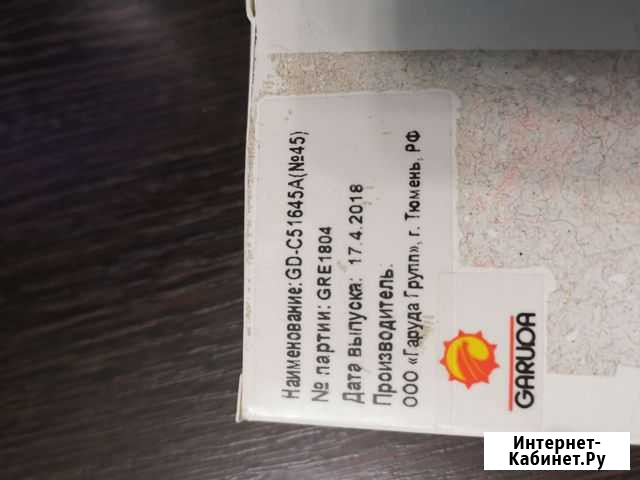 Наименование: GD-C51645A(№45)
№ партии: GRE1804
Дата выпуска: 17.4.2018
Производитель:
ООО «Гаруда Групп», г. Тюмень, РФ
GARUDA
Интернет-
Кабинет.Ру